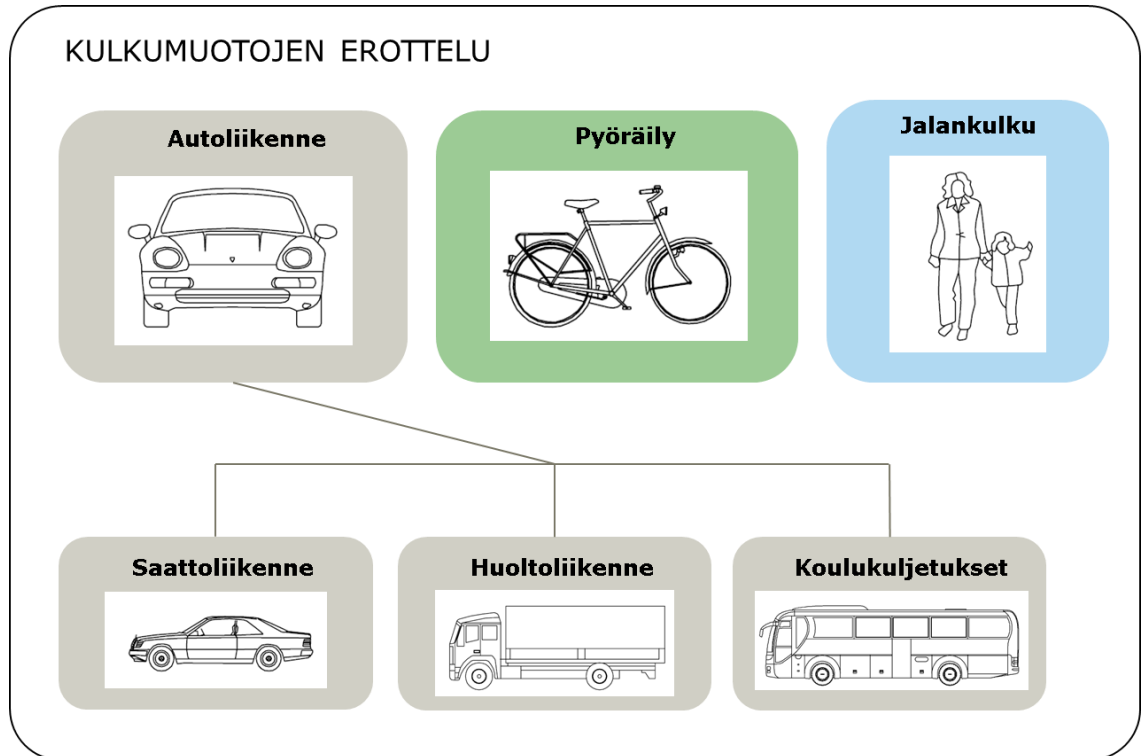 KULKUMUOTOJEN EROTTELU
Autoliikenne
Pyöräily
Jalankulku
Saattoliikenne
Huoltoliikenne
Koulukuljetukset